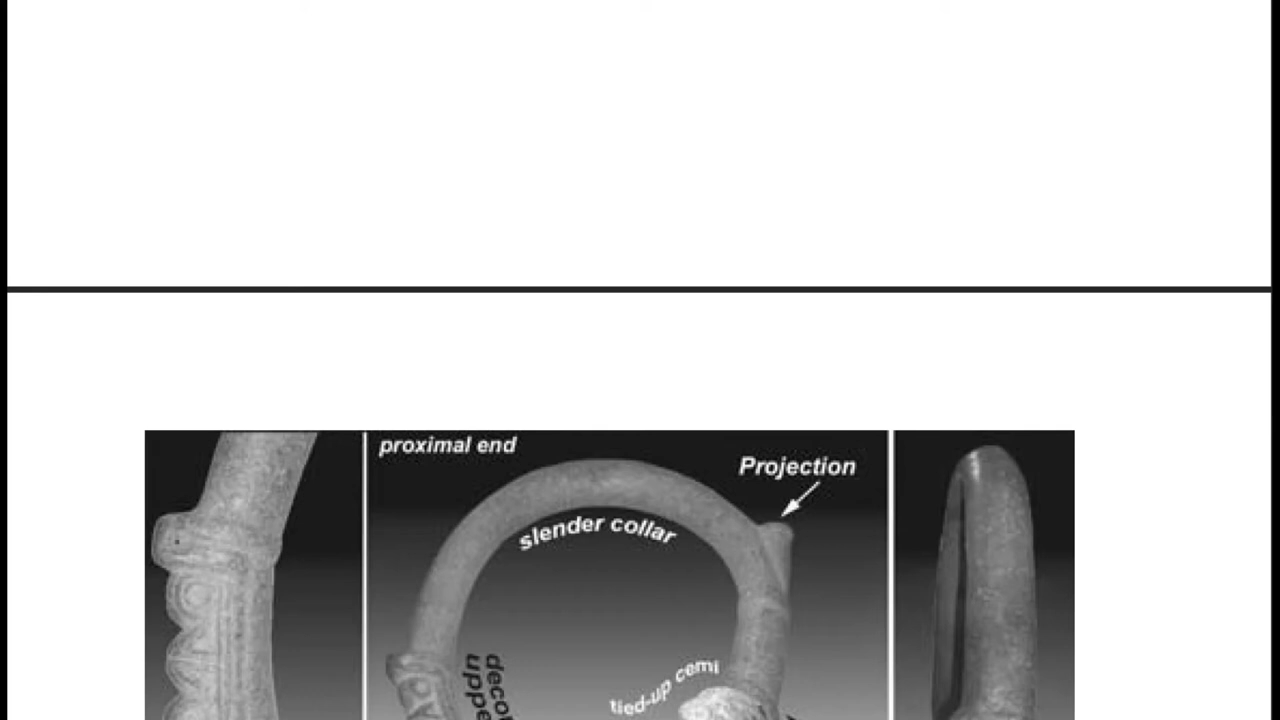 proximal end
Projection
slender collar
tied-up cemi